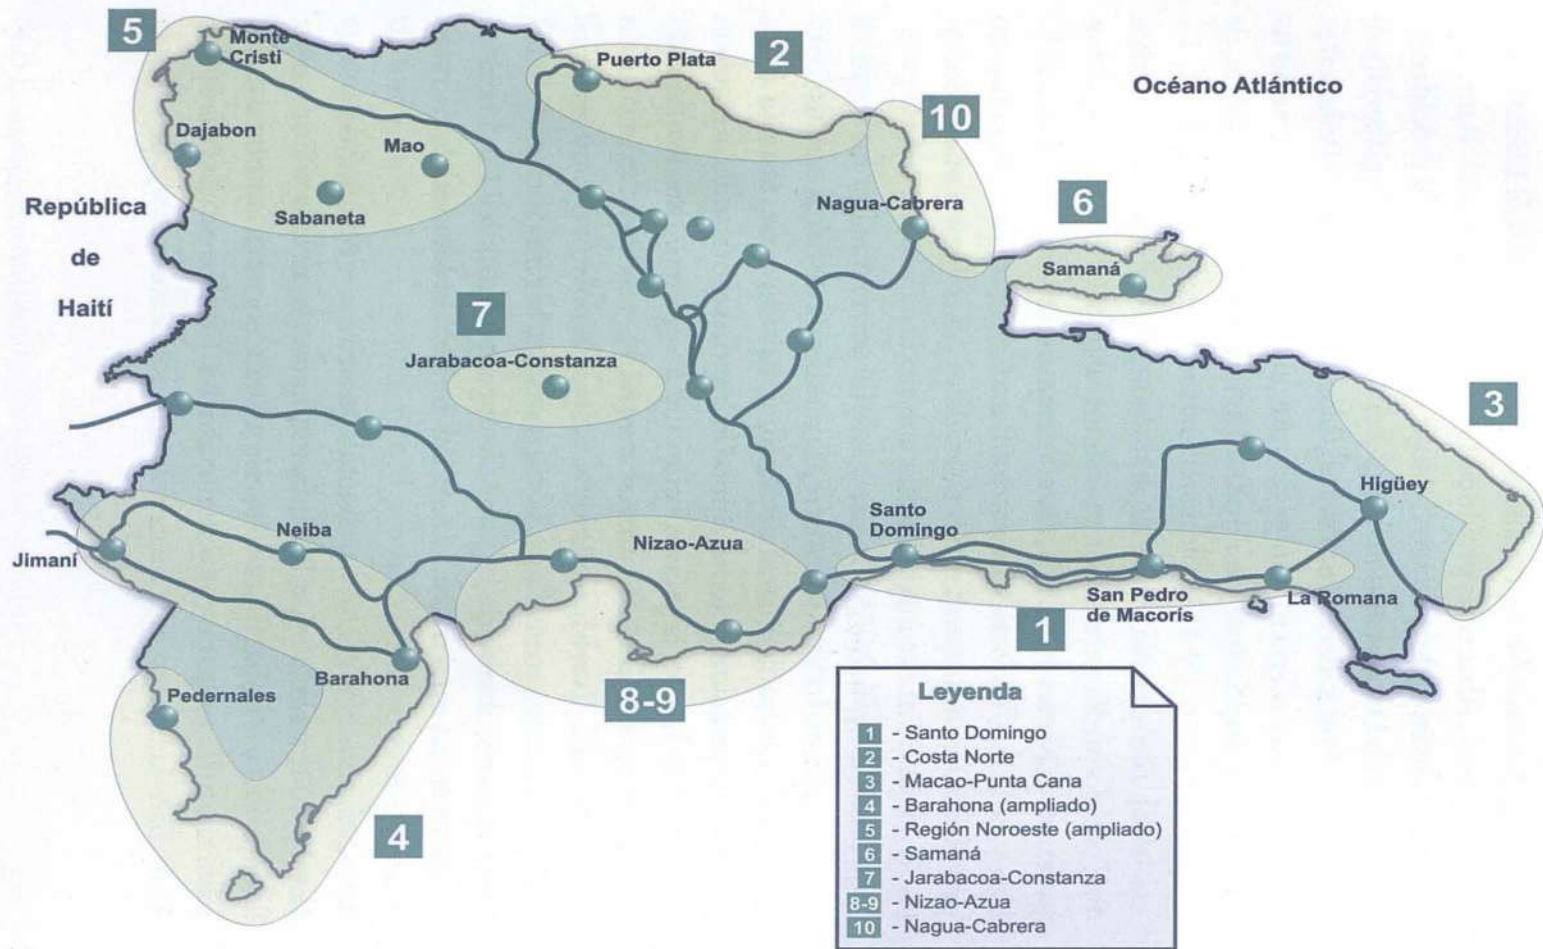 5
Monte
Cristi
Puerto Plata
2
Océano Atlántico
10
Dajabon
Mao
Sabaneta
República
de
Haití
Nagua-Cabrera
6
Samaná
7
Jarabacoa-Constanza
3
Higüey
Santo
Domingo
Neiba
Nizao-Azua
Jimaní
San Pedro
de Macorís
La Romana
1
Barahona
Pedernales
8-9
4
Leyenda
1 - Santo Domingo
2 - Costa Norte
3 - Macao-Punta Cana
4 - Barahona (ampliado)
5 - Región Noroeste (ampliado)
6 - Samaná
7 - Jarabacoa-Constanza
8-9 - Nizao-Azua
10 - Nagua-Cabrera